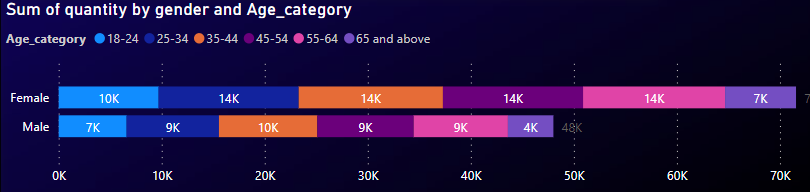 Sum of quantity by gender and Age_category
Age_category 18-24 25-34 35-44 45-54 55-64 65 and above
Female 10K 14K 14K 14K 14K 7K
Male 7K 9K 10K 9K 9K 4K 48K
0K 10K 20K 30K 40K 50K 60K 70K